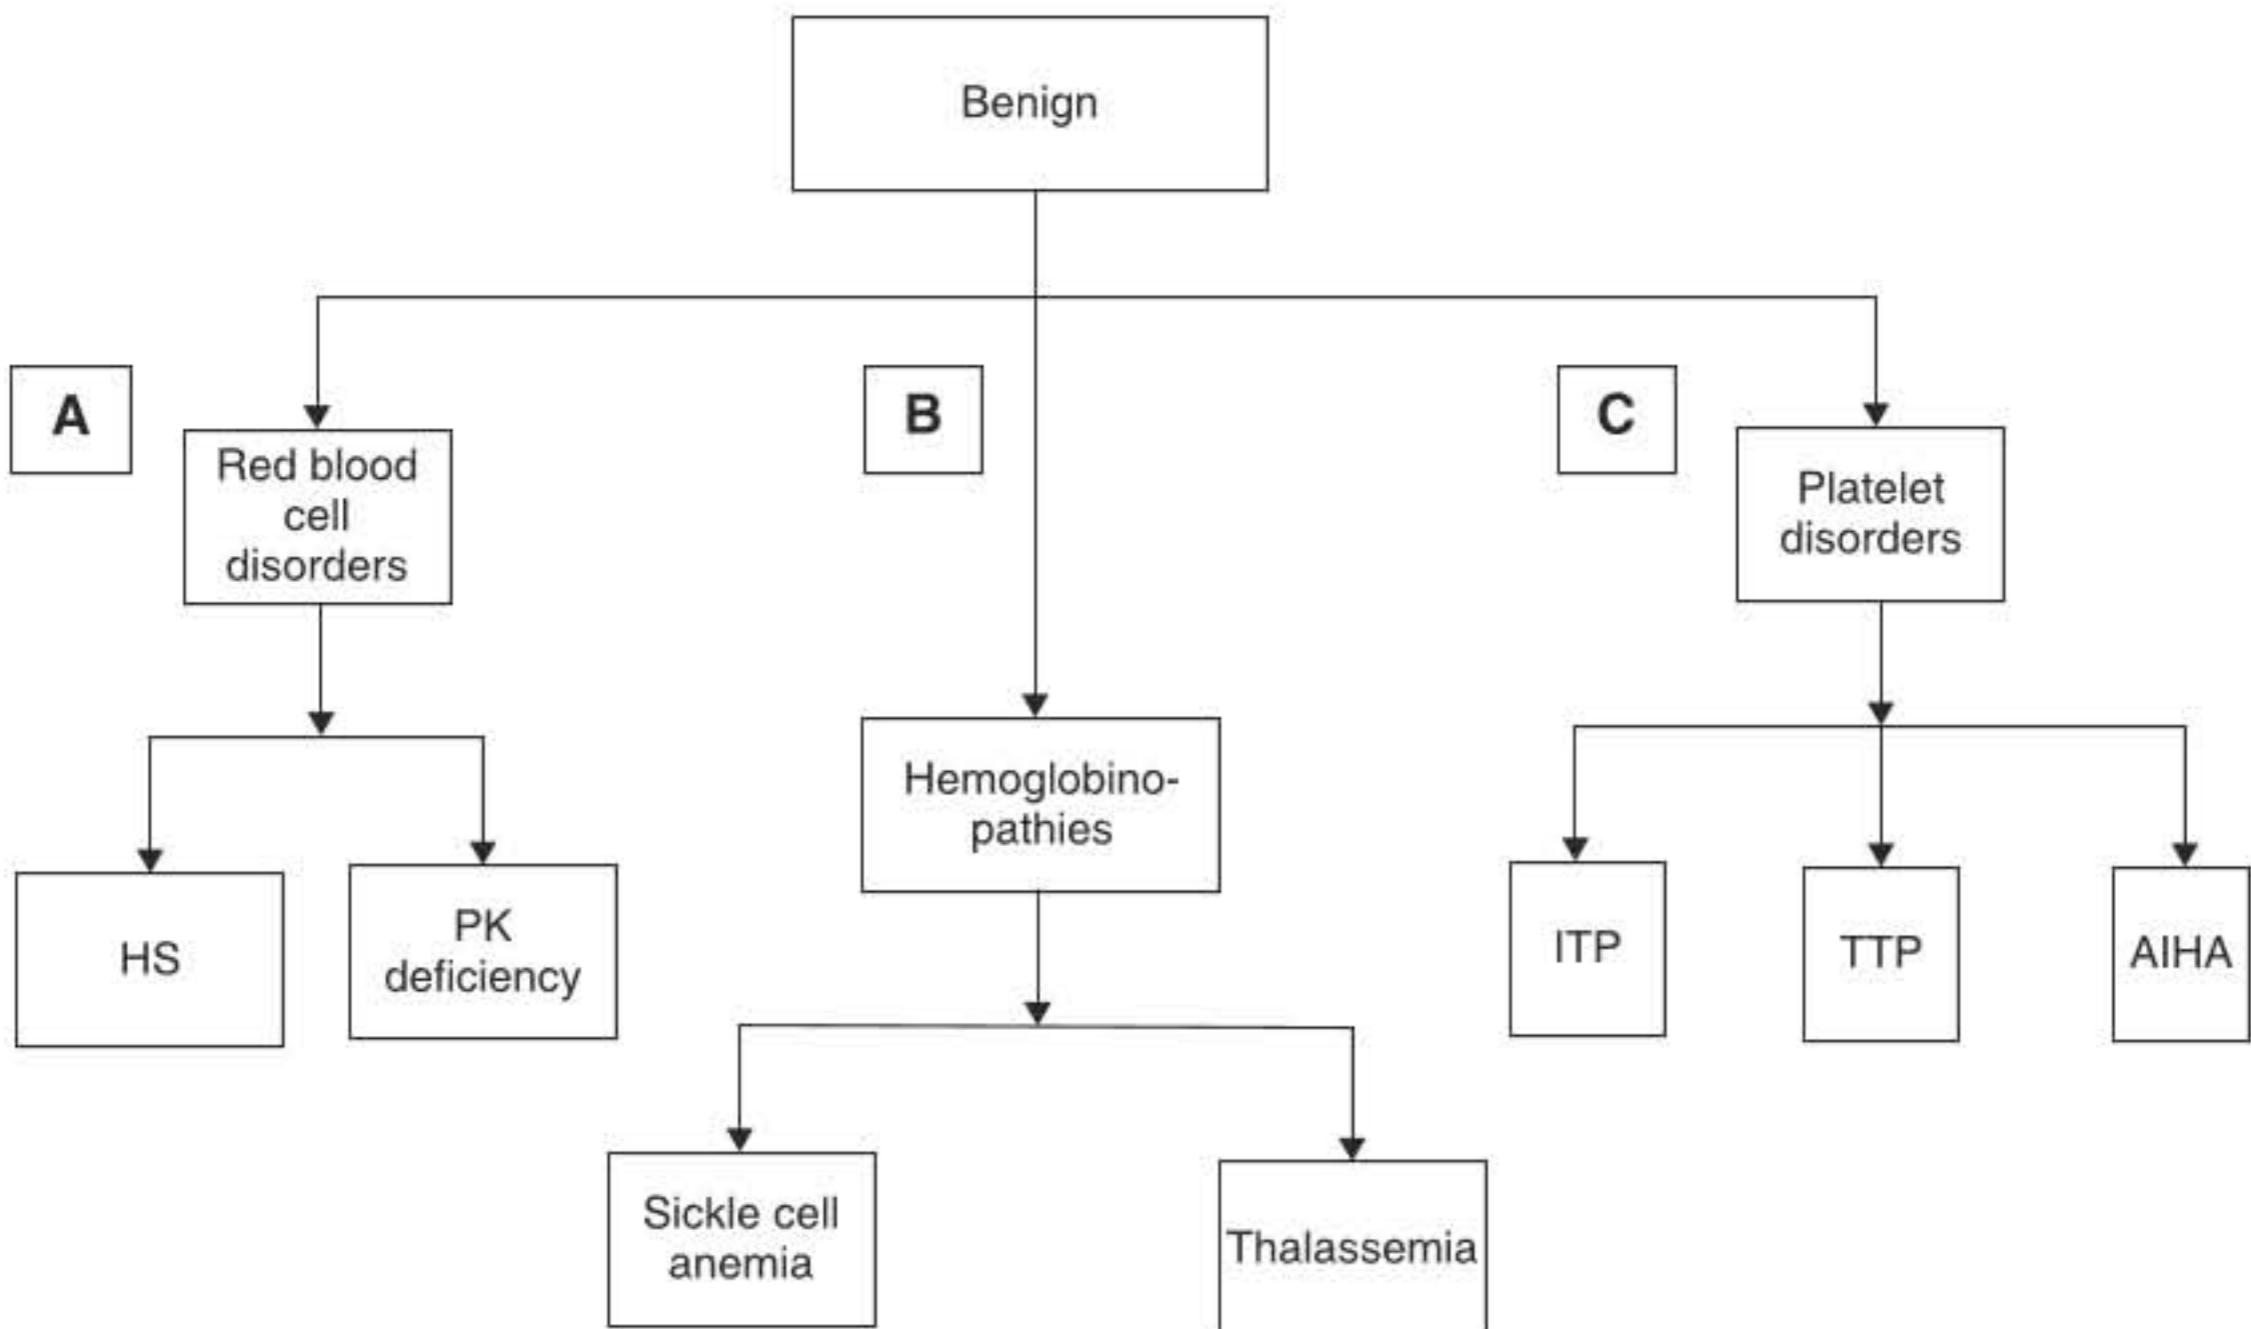 Benign
A
Red blood
cell
disorders
B
C
Platelet
disorders
Hemoglobino-
pathies
HS
PK
deficiency
ITP
TTP
AIHA
Sickle cell
anemia
Thalassemia